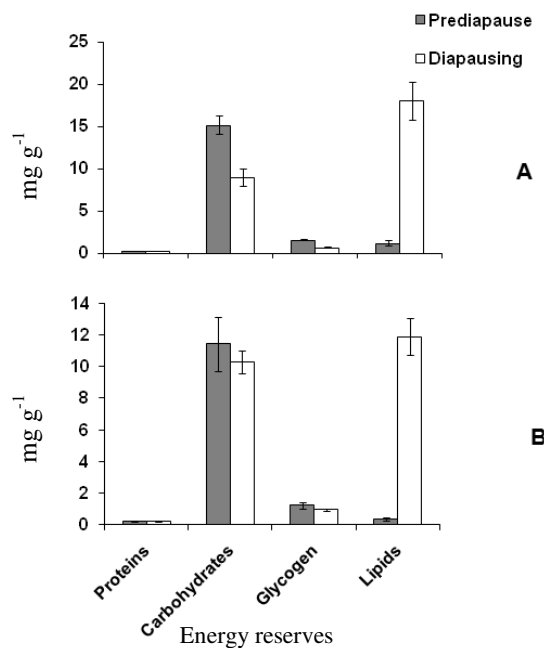 Prediapause
Diapausing
25
20
15
10
5
0
mg g-1
A
14
12
10
8
6
4
2
0
mg g-1
B
Proteins
Carbohydrates
Glycogen
Lipids
Energy reserves